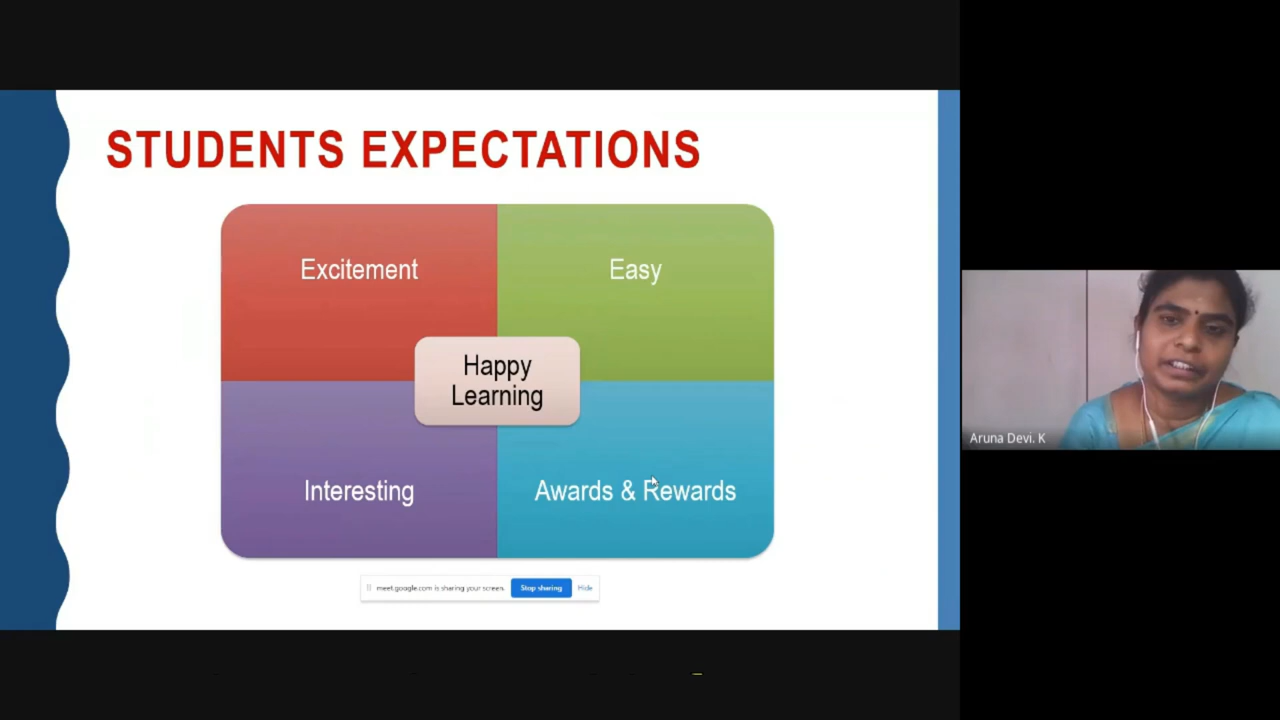 STUDENTS EXPECTATIONS
Excitement
Easy
Happy
Learning
Interesting
Awards & Rewards
meet.google.com is sharing your screen.
Stop sharing
Hide
Aruna Devi. K